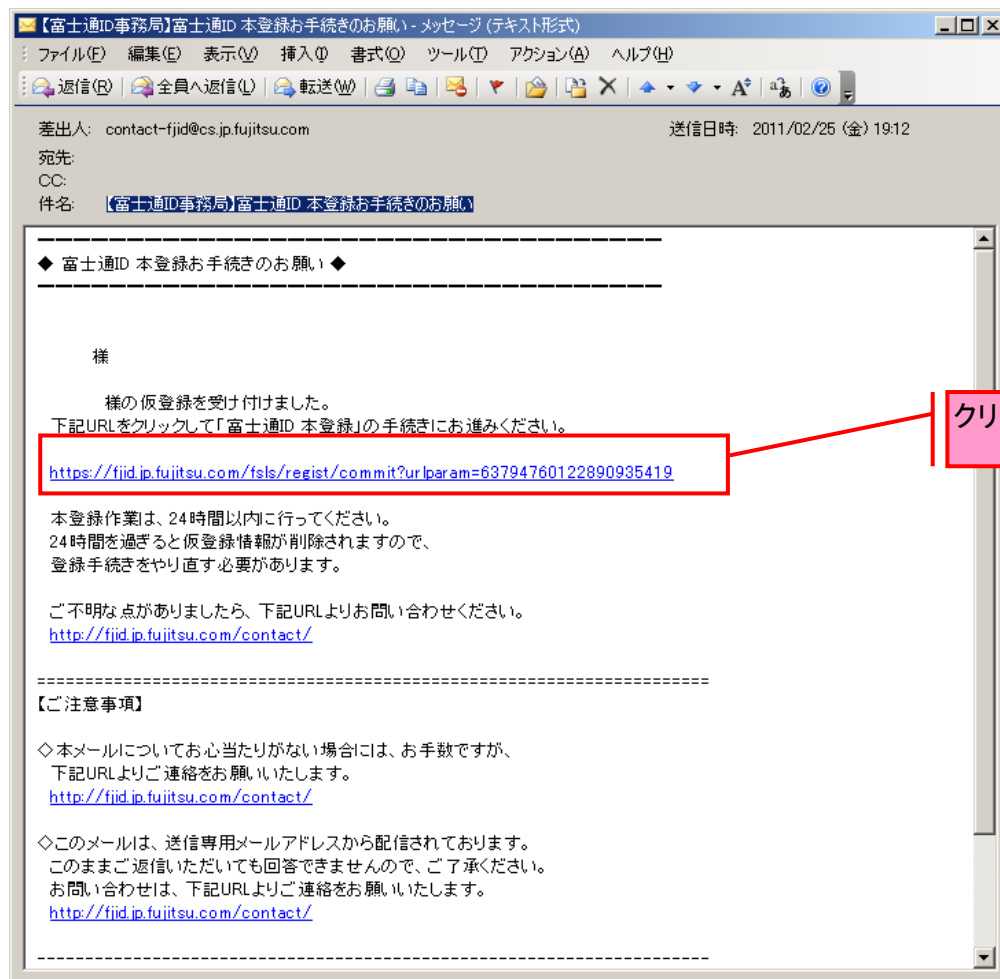 【富士通ID事務局】富士通ID 本登録お手続きのお願い - メッセージ (テキスト形式)
ファイル(F) 編集(E) 表示(V) 挿入(I) 書式(O) ツール(T) アクション(A) ヘルプ(H)
返信(R) 全員へ返信(L) 転送(W)
差出人: contact-fjid@cs.jp.fujitsu.com 送信日時: 2011/02/25 (金) 19:12
宛先:
CC:
件名: 【富士通ID事務局】富士通ID 本登録お手続きのお願い
◆ 富士通ID 本登録お手続きのお願い ◆
様
様の仮登録を受け付けました。
下記URLをクリックして「富士通ID 本登録」の手続きにお進みください。
クリ
https://fjid.jp.fujitsu.com/fsls/regist/commit?urlparam=63794760122890935419
本登録作業は、24時間以内に行ってください。
24時間を過ぎると仮登録情報が削除されますので、
登録手続きをやり直す必要があります。
ご不明な点がありましたら、下記URLよりお問い合わせください。
http://fjid.jp.fujitsu.com/contact/
======================================================================
【ご注意事項】
◇本メールについてお心当たりがない場合には、お手数ですが、
下記URLよりご連絡をお願いいたします。
http://fjid.jp.fujitsu.com/contact/
◇このメールは、送信専用メールアドレスから配信されております。
このままご返信いただいても回答できませんので、ご了承ください。
お問い合わせは、下記URLよりご連絡をお願いいたします。
http://fjid.jp.fujitsu.com/contact/
----------------------------------------------------------------------